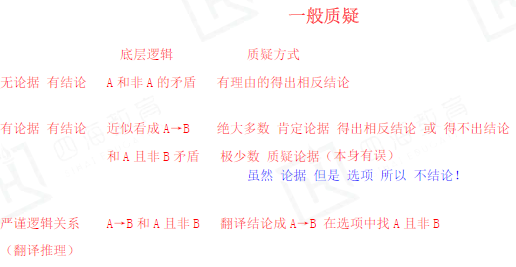 一般质疑
底层逻辑 质疑方式
无论据 有结论 A 和非 A 的矛盾 有理由的得出相反结论
有论据 有结论 近似看成 A→B 绝大多数 肯定论据 得出相反结论 或 得不出结论
和 A 且非 B 矛盾 极少数 质疑论据（本身有误）
虽然 论据 但是 选项 所以 不结论！
严谨逻辑关系 A→B 和 A 且非 B 翻译结论成 A→B 在选项中找 A 且非 B
（翻译推理）